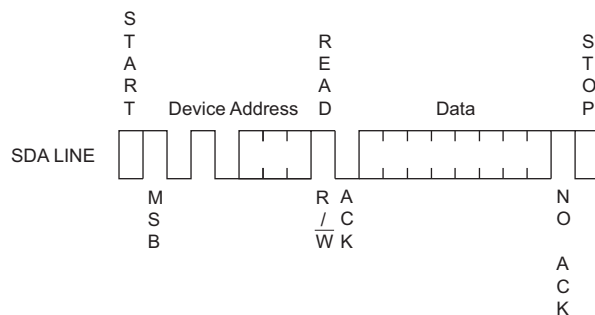 START
READ
STOP
Device Address
Data
SDA LINE
MSB
R/W
ACK
NO ACK